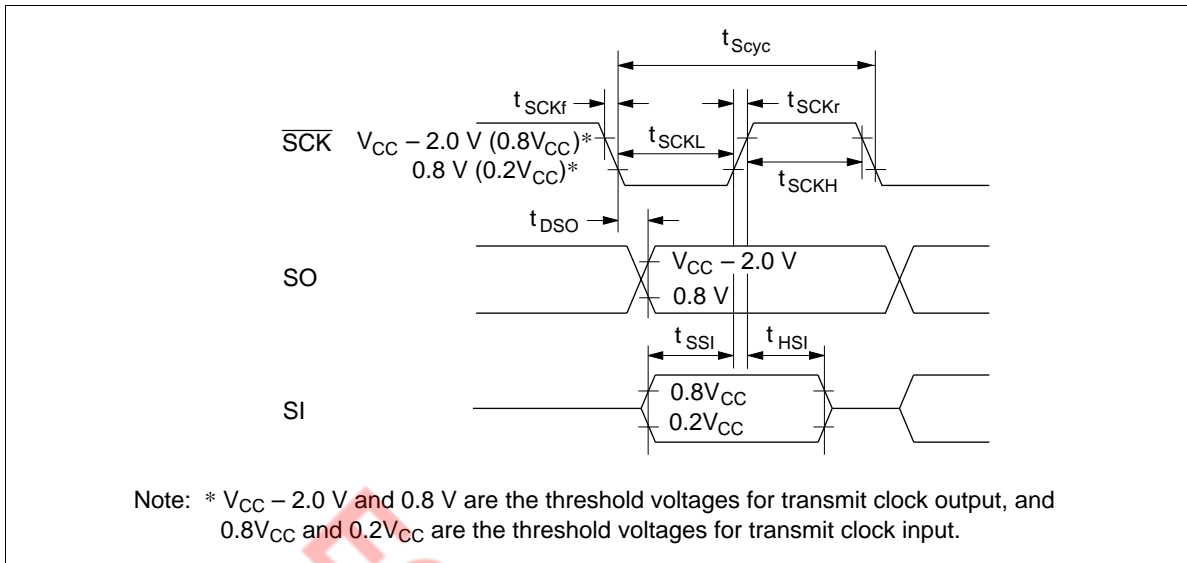 tScyc
tSCKf
tSCKr
SCK VCC – 2.0 V (0.8VCC)*
tSCKL
0.8 V (0.2VCC)*
tSCKH
tDSO
SO
VCC – 2.0 V
0.8 V
tSSI
tHSI
SI
0.8VCC
0.2VCC
Note: * VCC – 2.0 V and 0.8 V are the threshold voltages for transmit clock output, and
0.8VCC and 0.2VCC are the threshold voltages for transmit clock input.